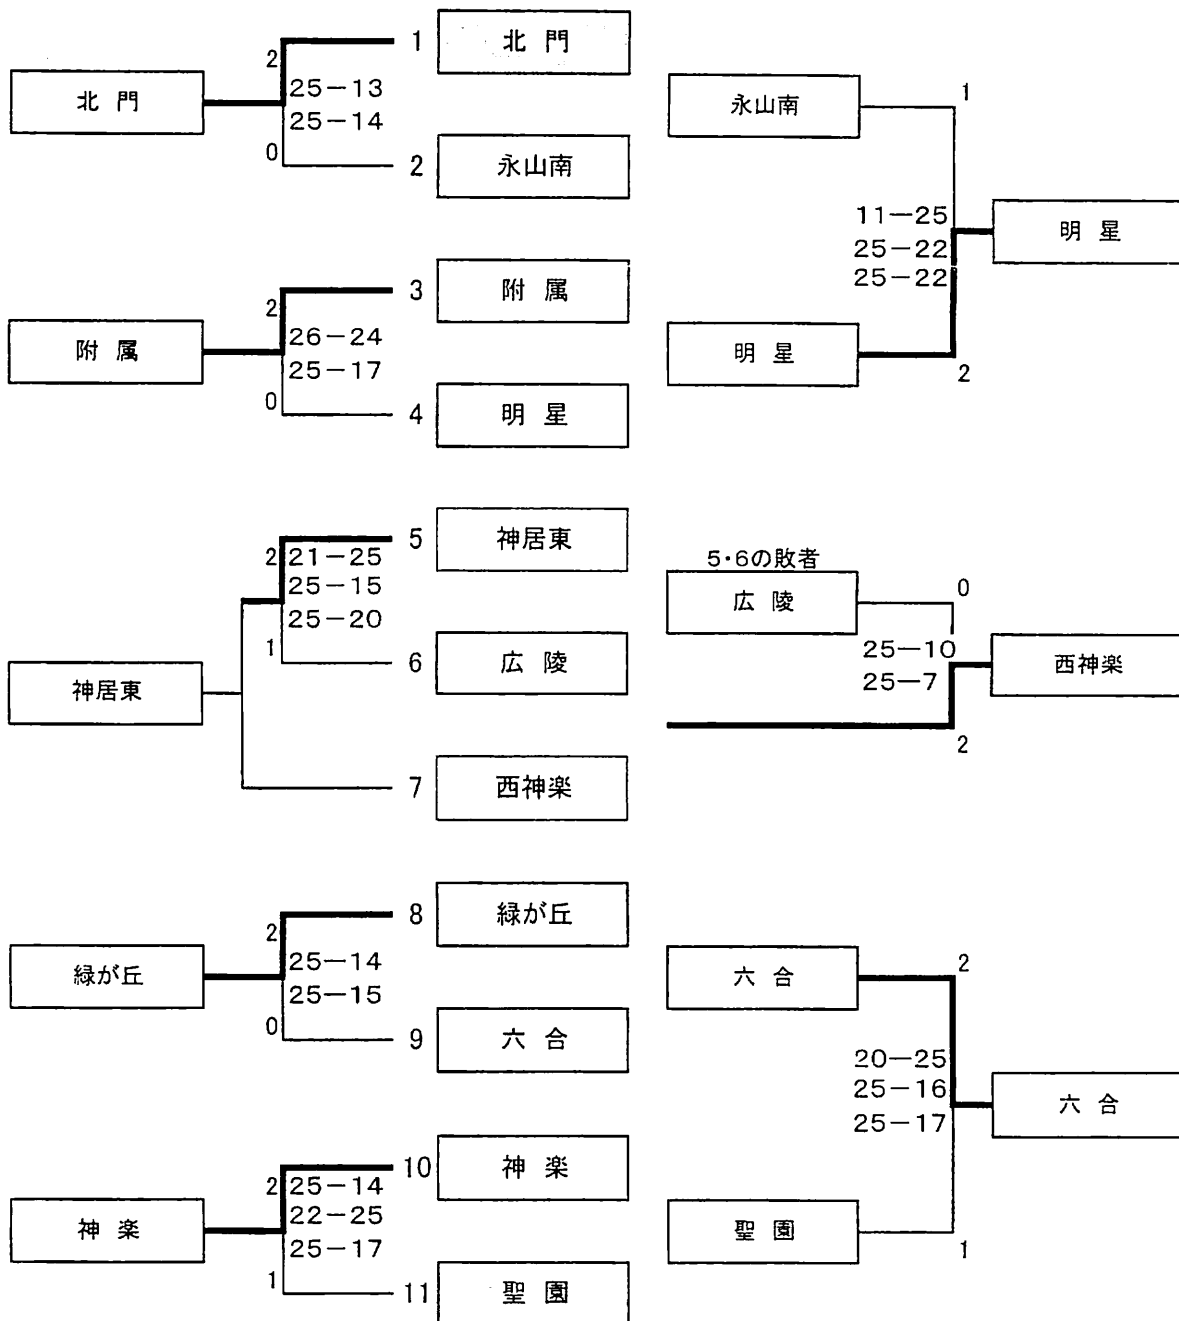 1 北 門
2
北 門
25−13
25−14
0
2 永山南
3 附 属
2
附 属
26−24
25−17
0
4 明 星
5 神居東
2 21−25
25−15
25−20
1
6 広 陵
神居東
7 西神楽
8 緑が丘
2
緑が丘
25−14
25−15
0
9 六 合
10 神 楽
2 25−14
神 楽
22−25
25−17
1
11 聖 園
永山南
1
11−25
25−22
25−22
明 星
明 星
2
5・6の敗者
広 陵
0
25−10
25−7
西神楽
2
六 合
2
20−25
25−16
25−17
六 合
聖 園
1